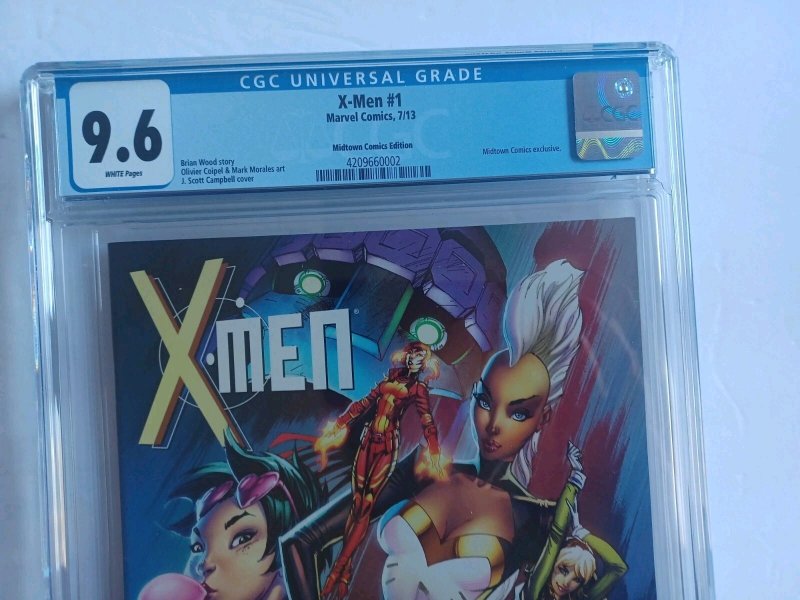 CGC UNIVERSAL GRADE
9.6
WHITE Pages
X-Men #1
Marvel Comics, 7/13
Midtown Comics Edition
4209660002
Brian Wood story
Olivier Coipel & Mark Morales art
J. Scott Campbell cover
Midtown Comics exclusive.
CGC
X-MEN®